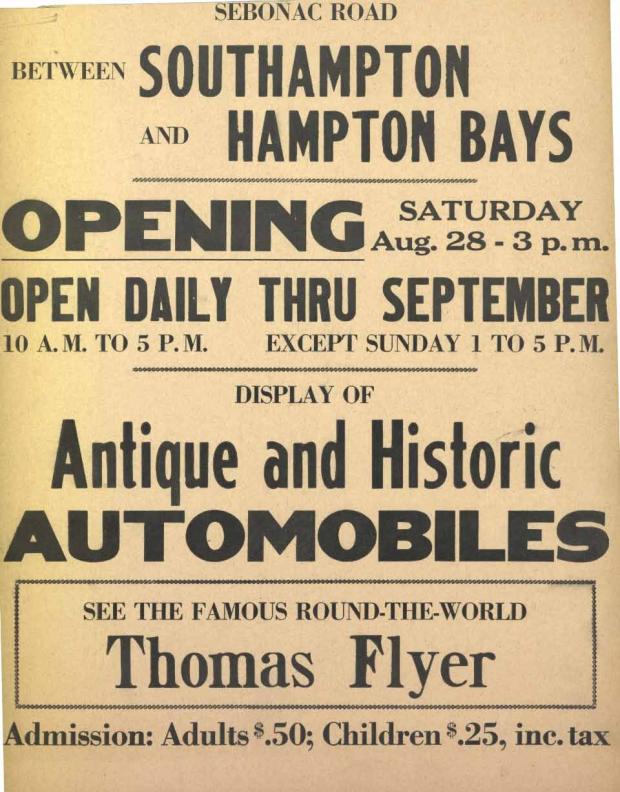 SEBONAC ROAD
BETWEEN SOUTHAMPTON
AND HAMPTON BAYS
OPENING SATURDAY
Aug. 28 - 3 p. m.
OPEN DAILY THRU SEPTEMBER
10 A. M. TO 5 P. M. EXCEPT SUNDAY 1 TO 5 P. M.
DISPLAY OF
Antique and Historic
AUTOMOBILES
SEE THE FAMOUS ROUND-THE-WORLD
Thomas Flyer
Admission: Adults $.50; Children $.25, inc. tax